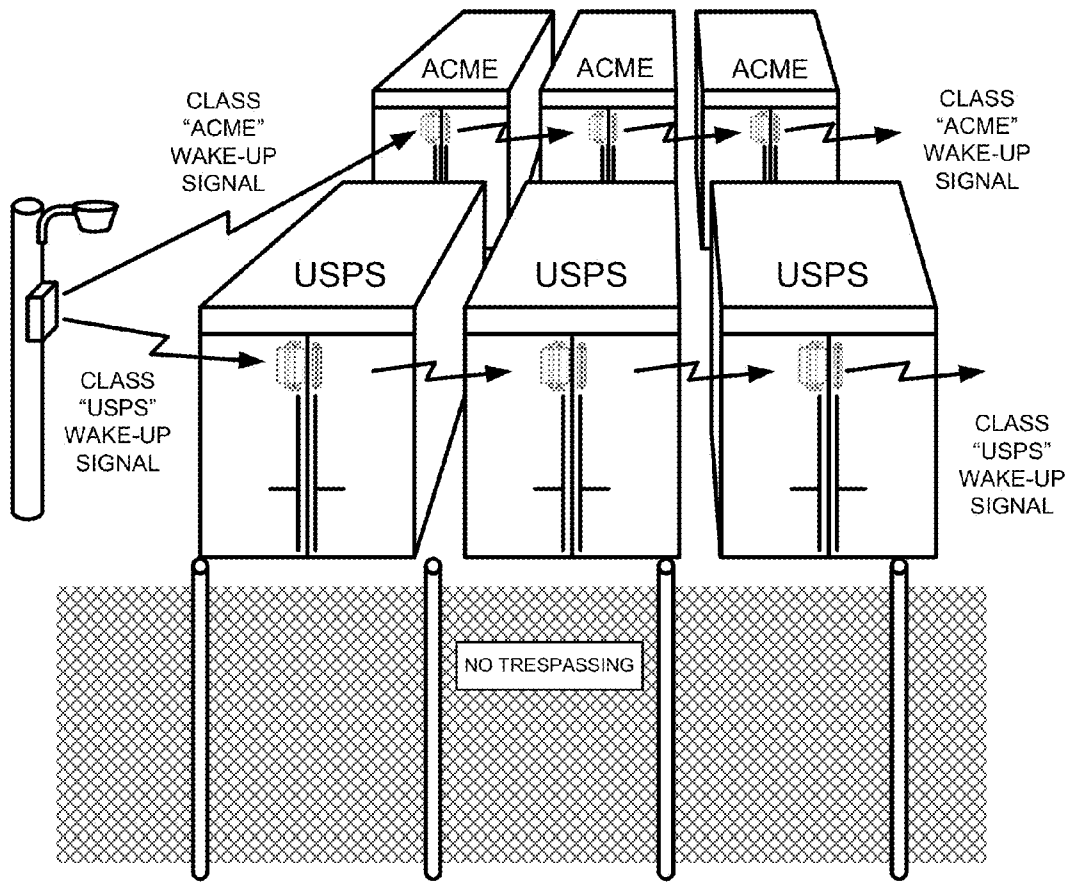 ACME
ACME
ACME
CLASS
"ACME"
WAKE-UP
SIGNAL
CLASS
"ACME"
WAKE-UP
SIGNAL
USPS
USPS
USPS
CLASS
"USPS"
WAKE-UP
SIGNAL
CLASS
"USPS"
WAKE-UP
SIGNAL
NO TRESPASSING